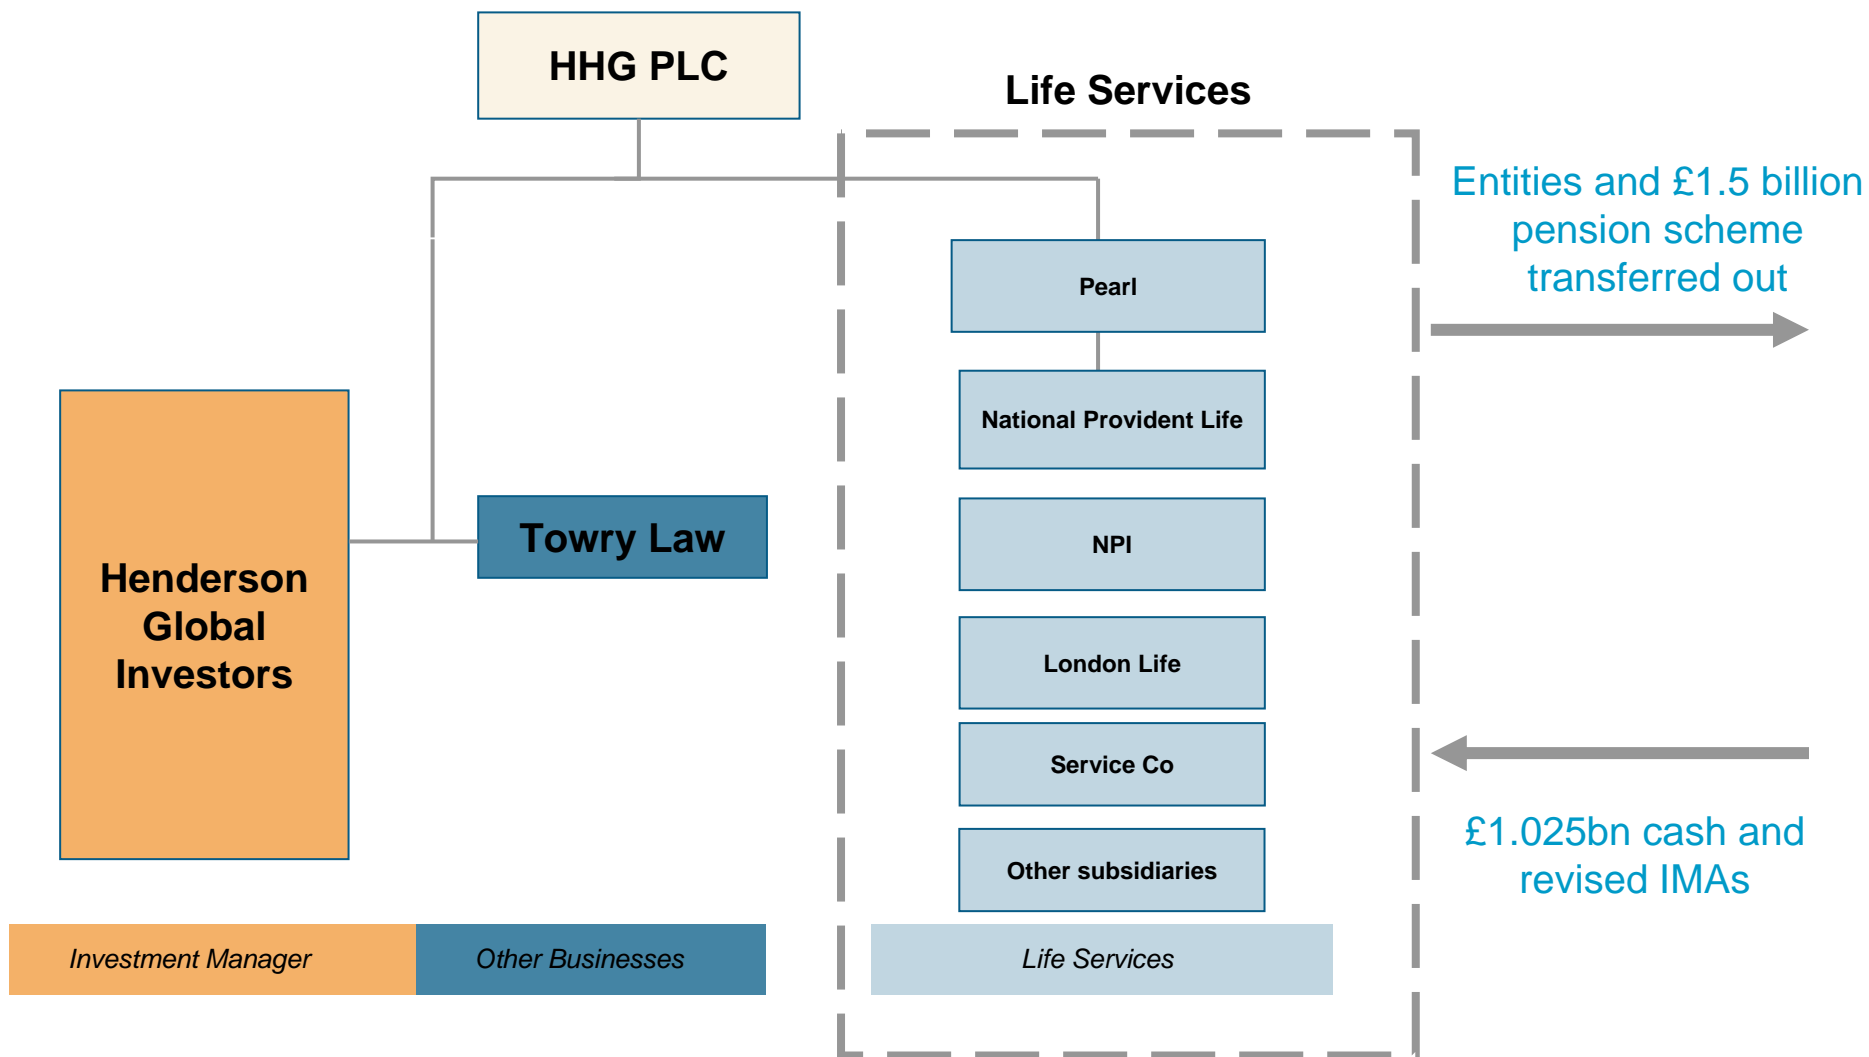 HHG PLC
Life Services
Entities and £1.5 billion
pension scheme
transferred out
Pearl
National Provident Life
Towry Law
NPI
Henderson
Global
Investors
London Life
Service Co
£1.025bn cash and
revised IMAs
Other subsidiaries
Investment Manager
Other Businesses
Life Services